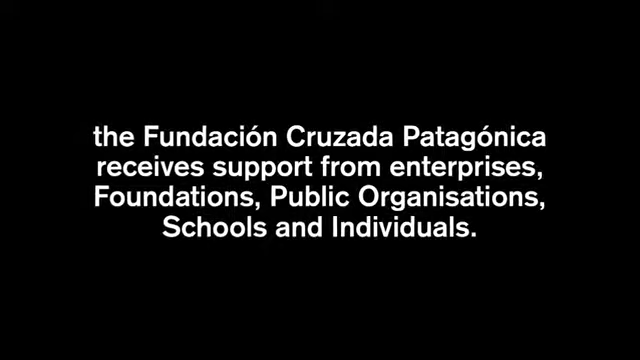 the Fundación Cruzada Patagónica
receives support from enterprises,
Foundations, Public Organisations,
Schools and Individuals.